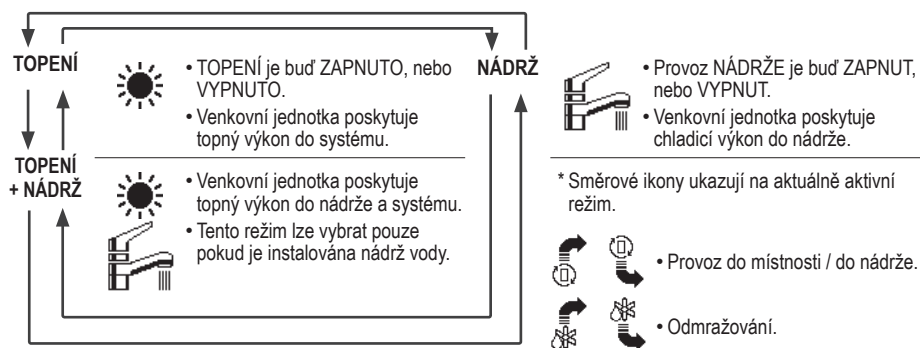 TOPENÍ
• TOPENÍ je buď ZAPNUTO, nebo
VYPNUTO.
• Venkovní jednotka poskytuje
topný výkon do systému.
TOPENÍ
+ NÁDRŽ
• Venkovní jednotka poskytuje
topný výkon do nádrže a systému.
• Tento režim lze vybrat pouze
pokud je instalována nádrž vody.
NÁDRŽ
• Provoz NÁDRŽE je buď ZAPNUT,
nebo VYPNUT.
• Venkovní jednotka poskytuje
chladicí výkon do nádrže.
* Směrové ikony ukazují na aktuálně aktivní
režim.
• Provoz do místnosti / do nádrže.
• Odmražování.